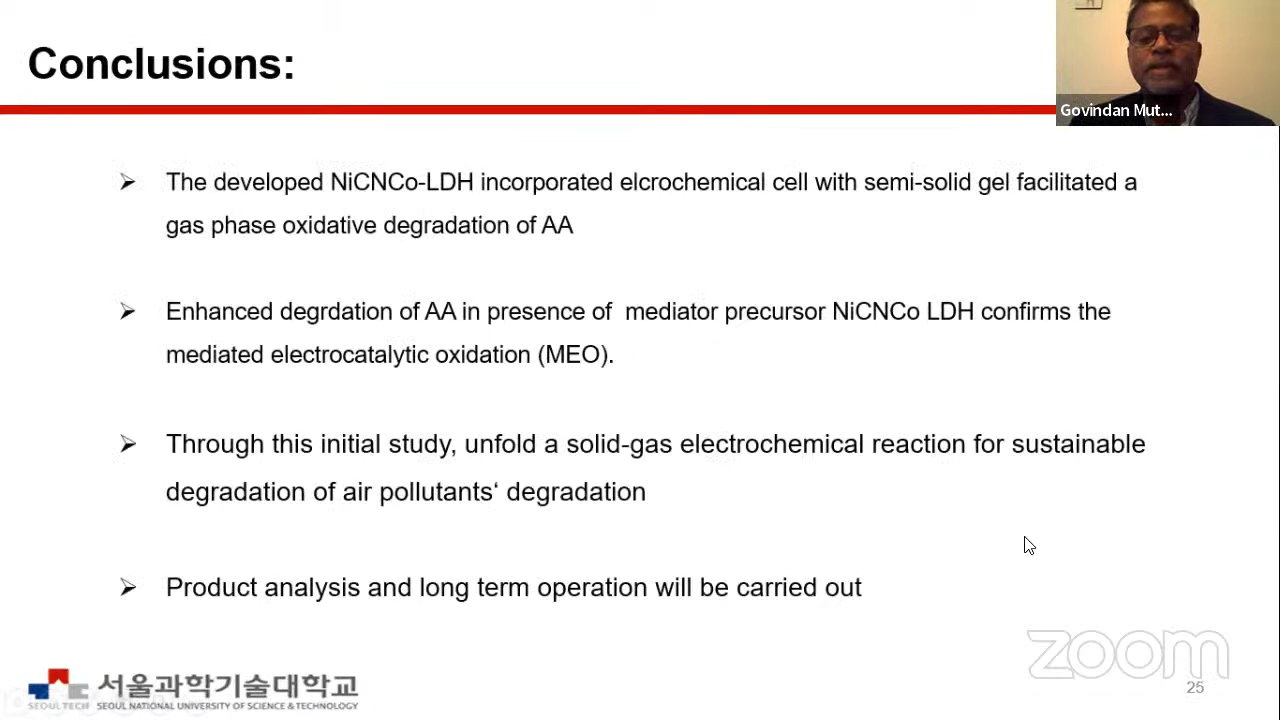 Conclusions:
Govindan Mut...
➢ The developed NiCNCo-LDH incorporated elcrochemical cell with semi-solid gel facilitated a
gas phase oxidative degradation of AA
➢ Enhanced degrdation of AA in presence of mediator precursor NiCNCo LDH confirms the
mediated electrocatalytic oxidation (MEO).
➢ Through this initial study, unfold a solid-gas electrochemical reaction for sustainable
degradation of air pollutants‘ degradation
➢ Product analysis and long term operation will be carried out
zoom
25
서울과학기술대학교
SEOUL TECH SEOUL NATIONAL UNIVERSITY OF SCIENCE & TECHNOLOGY